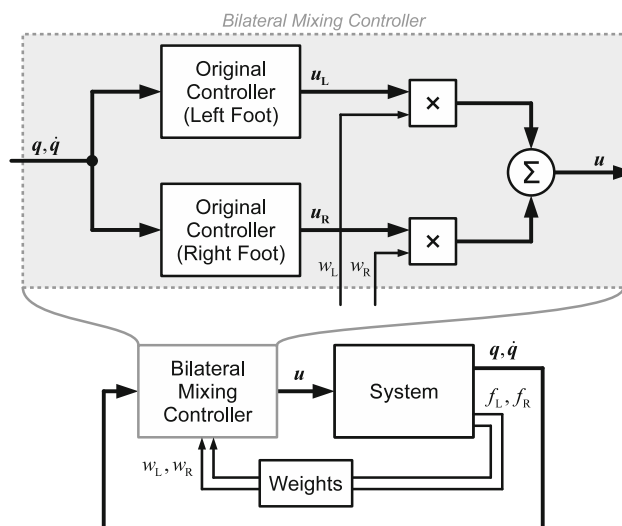 Bilateral Mixing Controller
Original
Controller
(Left Foot)
u_L
×
q, q̇
Σ
u
Original
Controller
(Right Foot)
u_R
×
w_L
w_R
Bilateral
Mixing
Controller
u
System
q, q̇
f_L, f_R
w_L, w_R
Weights